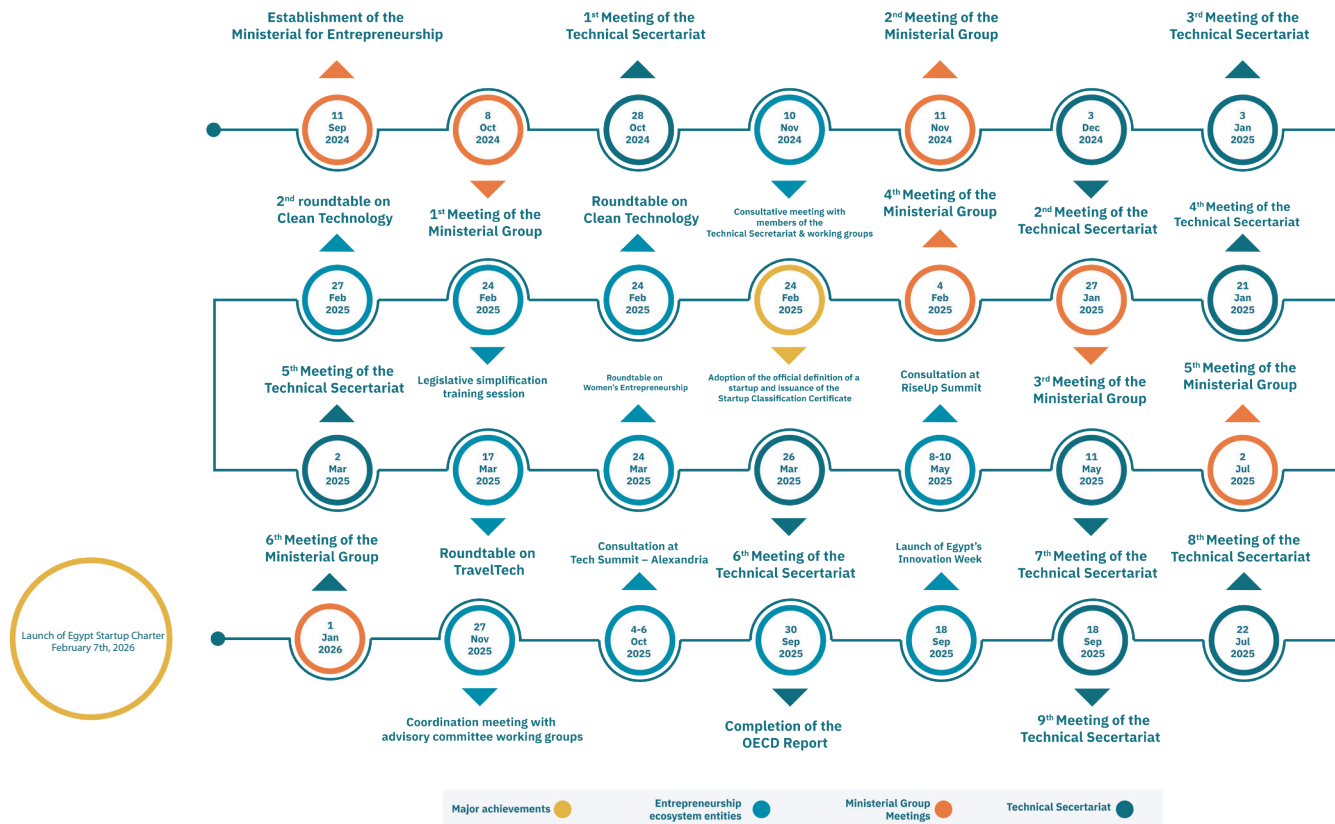 Establishment of the
Ministerial for Entrepreneurship
1st Meeting of the
Technical Secertariat
2nd Meeting of the
Ministerial Group
3rd Meeting of the
Technical Secertariat
11
Sep
2024
8
Oct
2024
28
Oct
2024
10
Nov
2024
11
Nov
2024
3
Dec
2024
3
Jan
2025
2nd roundtable on
Clean Technology
1st Meeting of the
Ministerial Group
Roundtable on
Clean Technology
Consultative meeting with
members of the
Technical Secretariat & working groups
4th Meeting of the
Ministerial Group
2nd Meeting of the
Technical Secertariat
4th Meeting of the
Technical Secertariat
27
Feb
2025
24
Feb
2025
24
Feb
2025
24
Feb
2025
4
Feb
2025
27
Jan
2025
21
Jan
2025
5th Meeting of the
Technical Secertariat
Legislative simplification
training session
Roundtable on
Women's Entrepreneurship
Adoption of the official definition of a
startup and issuance of the
Startup Classification Certificate
Consultation at
RiseUp Summit
3rd Meeting of the
Ministerial Group
5th Meeting of the
Ministerial Group
2
Mar
2025
17
Mar
2025
24
Mar
2025
26
Mar
2025
8-10
May
2025
11
May
2025
2
Jul
2025
6th Meeting of the
Ministerial Group
Roundtable on
TravelTech
Consultation at
Tech Summit – Alexandria
6th Meeting of the
Technical Secertariat
Launch of Egypt's
Innovation Week
7th Meeting of the
Technical Secertariat
8th Meeting of the
Technical Secertariat
Launch of Egypt Startup Charter
February 7th, 2026
1
Jan
2026
27
Nov
2025
4-6
Oct
2025
30
Sep
2025
18
Sep
2025
18
Sep
2025
22
Jul
2025
Coordination meeting with
advisory committee working groups
Completion of the
OECD Report
9th Meeting of the
Technical Secertariat
Major achievements
Entrepreneurship
ecosystem entities
Ministerial Group
Meetings
Technical Secertariat